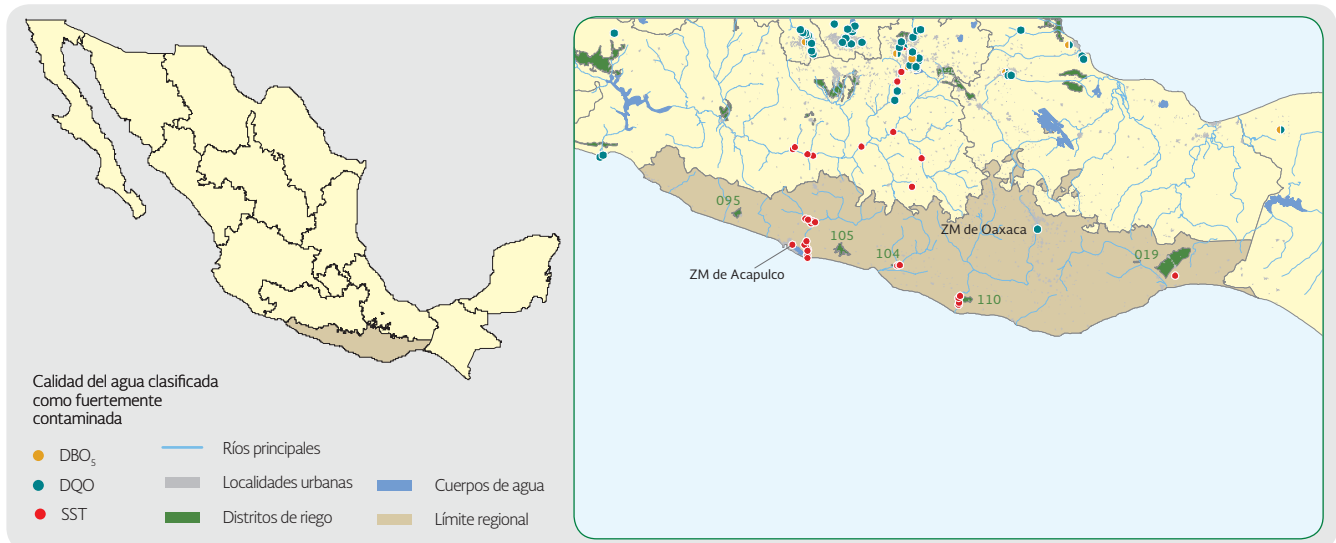 Calidad del agua clasificada
como fuertemente
contaminada
DBO₅
DQO
SST
Ríos principales
Localidades urbanas
Distritos de riego
Cuerpos de agua
Límite regional
095
105
104
110
019
ZM de Oaxaca
ZM de Acapulco